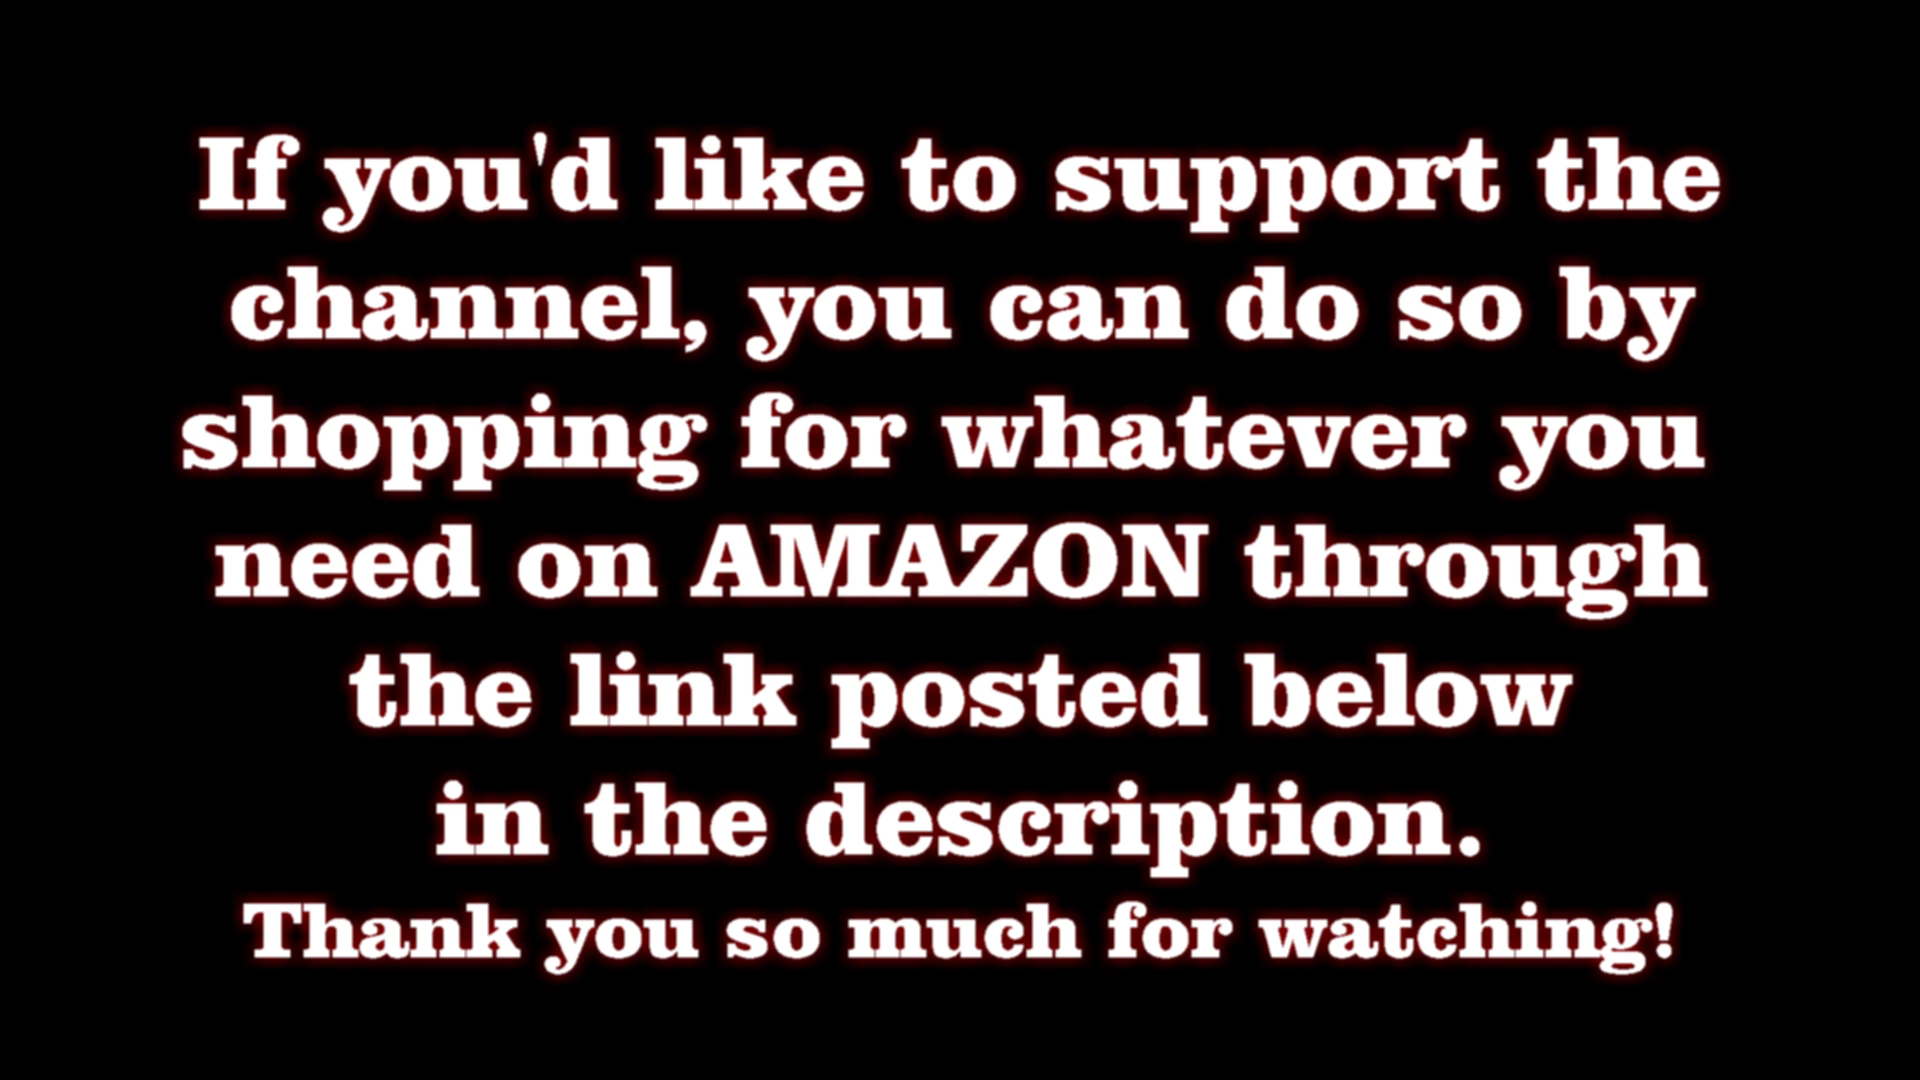 If you'd like to support the
channel, you can do so by
shopping for whatever you
need on AMAZON through
the link posted below
in the description.
Thank you so much for watching!